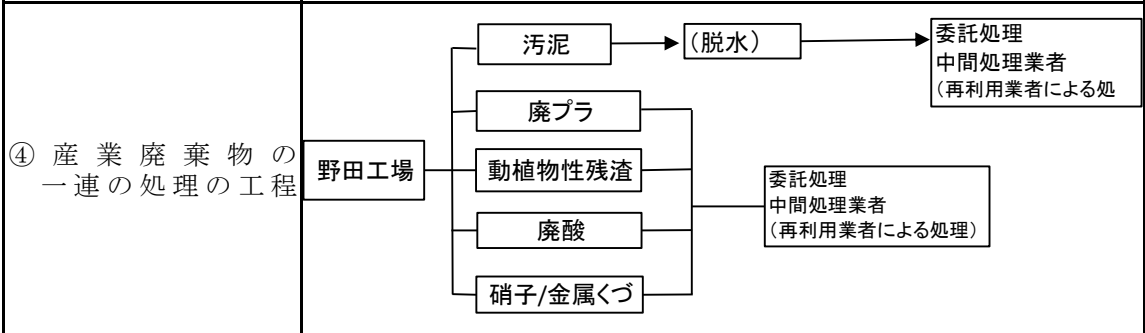 ④ 産業廃棄物の
一連の処理の工程
野田工場
汚泥
(脱水)
委託処理
中間処理業者
(再利用業者による処
廃プラ
動植物性残渣
廃酸
硝子/金属くづ
委託処理
中間処理業者
(再利用業者による処理)